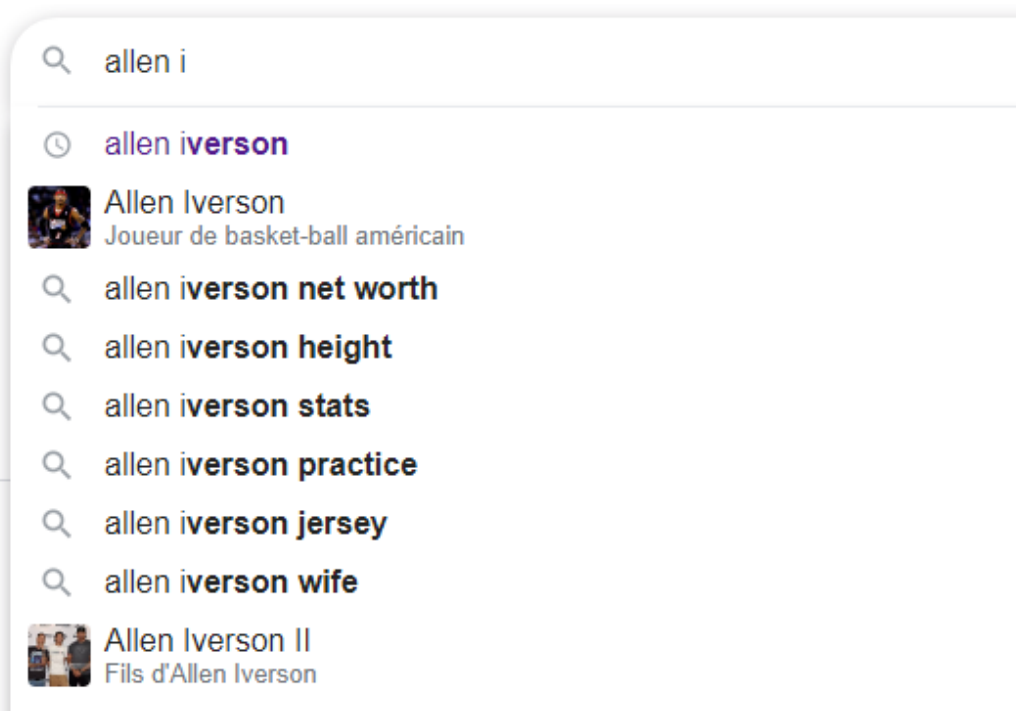 allen i
allen iverson
Allen Iverson
Joueur de basket-ball américain
allen iverson net worth
allen iverson height
allen iverson stats
allen iverson practice
allen iverson jersey
allen iverson wife
Allen Iverson II
Fils d'Allen Iverson